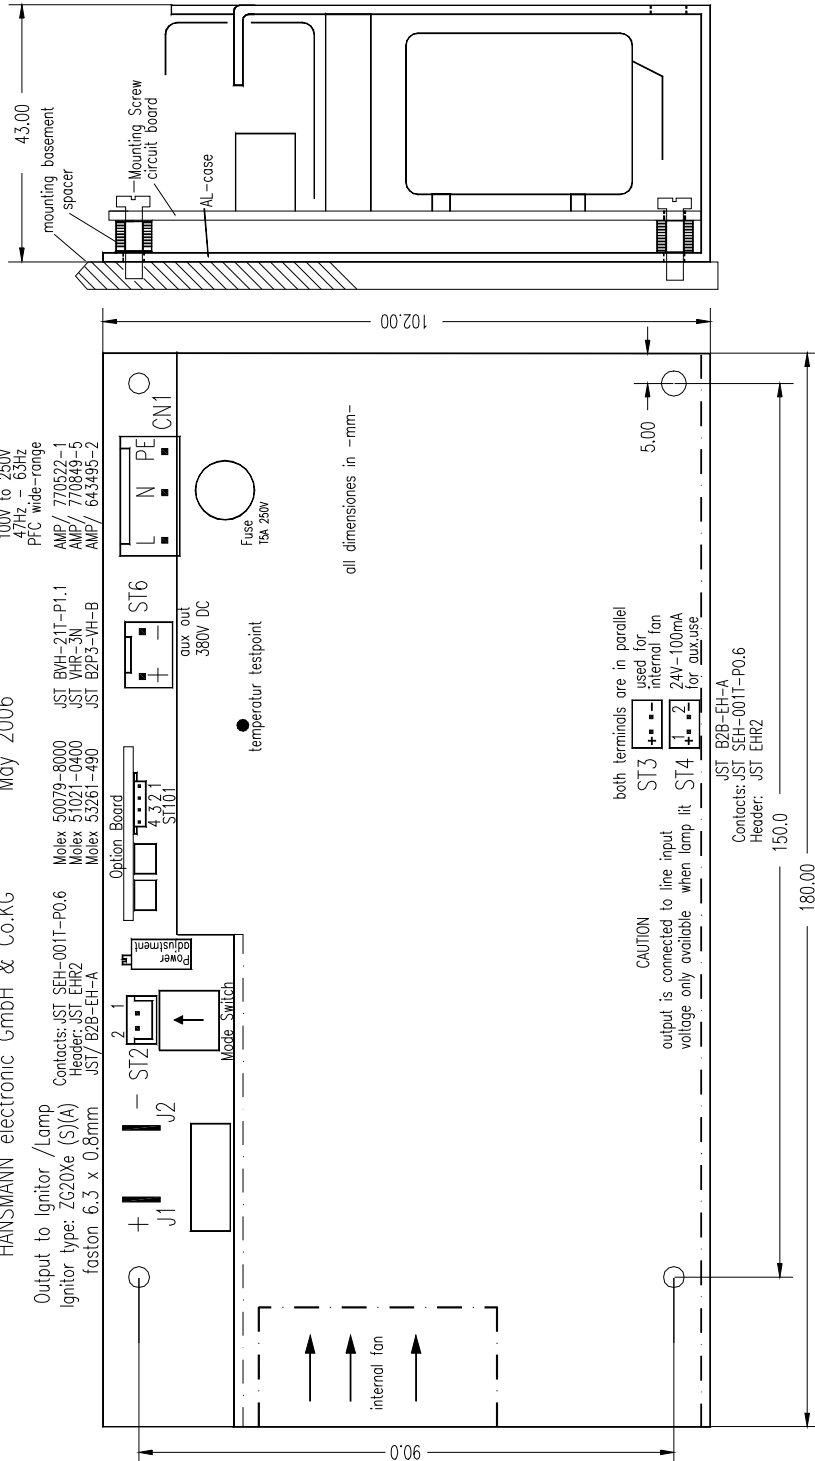 HANSMANN electronic GmbH & Co.KG
May 2006
100V to 250V
47Hz - 63Hz
PFC wide-range
Output to Ignitor /Lamp
Ignitor type: ZG20Xe (S)(A)
faston 6.3 x 0.8mm
Contacts: JST SEH-001T-P0.6
Header: JST EHR2
JST/ B2B-EH-A
Molex 50079-8000
Molex 51021-0400
Molex 53261-490
JST BVH-21T-P1.1
JST VHR-3N
JST B2P3-VH-B
AMP/ 770522-1
AMP/ 770849-5
AMP/ 643495-2
+
-
J1
J2
ST2
2 1
Mode Switch
Power
adjustment
Option Board
4 3 2 1
ST101
+ -
ST6
aux out
380V DC
L N PE
CN1
Fuse
T5A 250V
temperatur testpoint
all dimensiones in -mm-
internal fan
CAUTION
output is connected to line input
voltage only available when lamp lit
both terminals are in parallel
ST3
+ -
used for
internal fan
ST4
1 2
+ -
24V-100mA
for aux.use
JST B2B-EH-A
Contacts: JST SEH-001T-P0.6
Header: JST EHR2
5.00
90.0
102.00
150.0
180.00
43.00
mounting basement
spacer
Mounting Screw
circuit board
AL-case